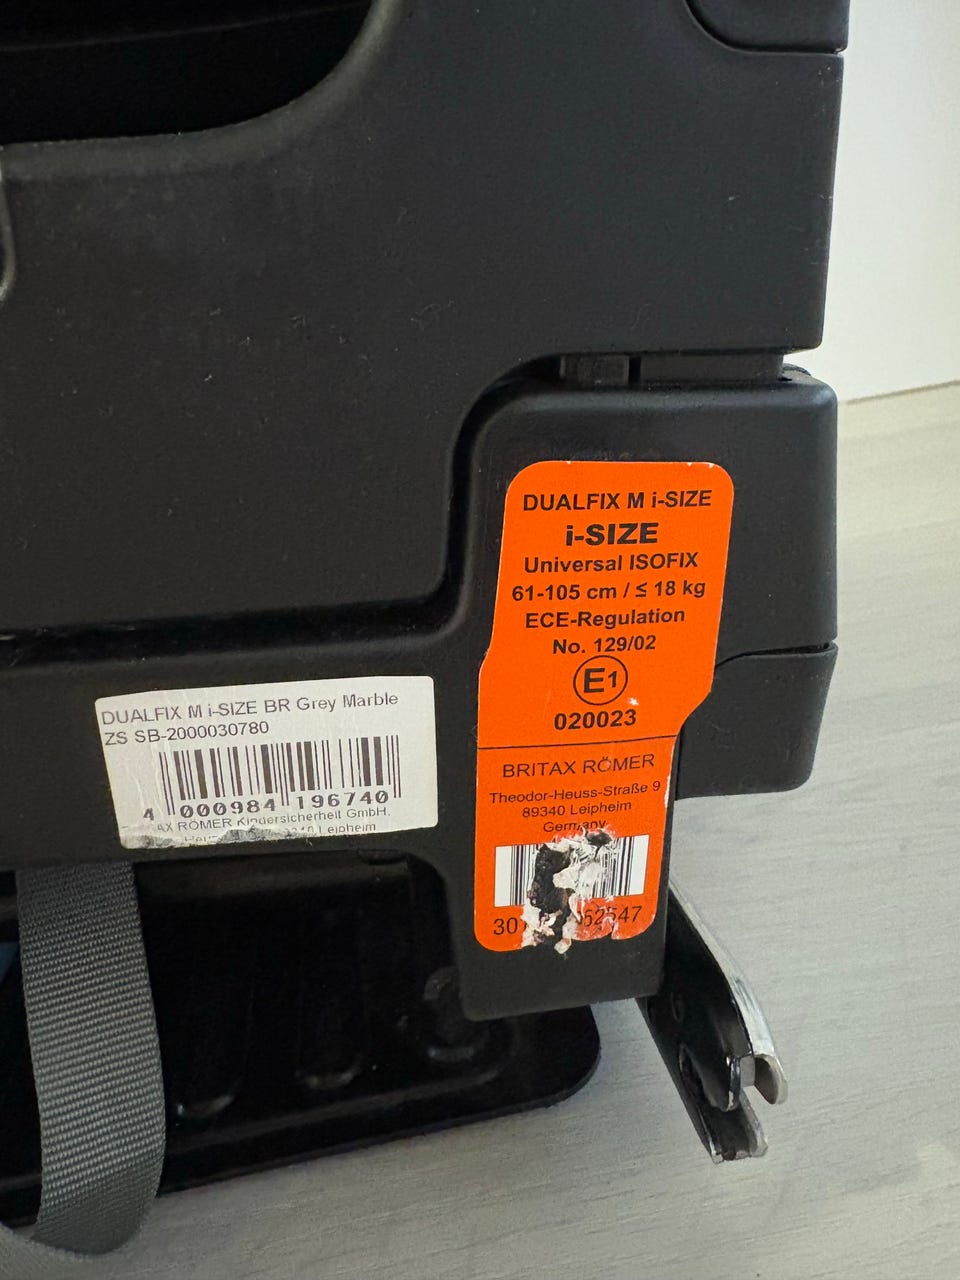 DUALFIX M i-SIZE
i-SIZE
Universal ISOFIX
61-105 cm / ≤ 18 kg
ECE-Regulation
No. 129/02
E1
020023
BRITAX RÖMER
Theodor-Heuss-Straße 9
89340 Leipheim
Germany
DUALFIX M i-SIZE BR Grey Marble
ZS SB-2000030780
4 000984 196740
RÖMER Kindersicherheit GmbH,
Leipheim